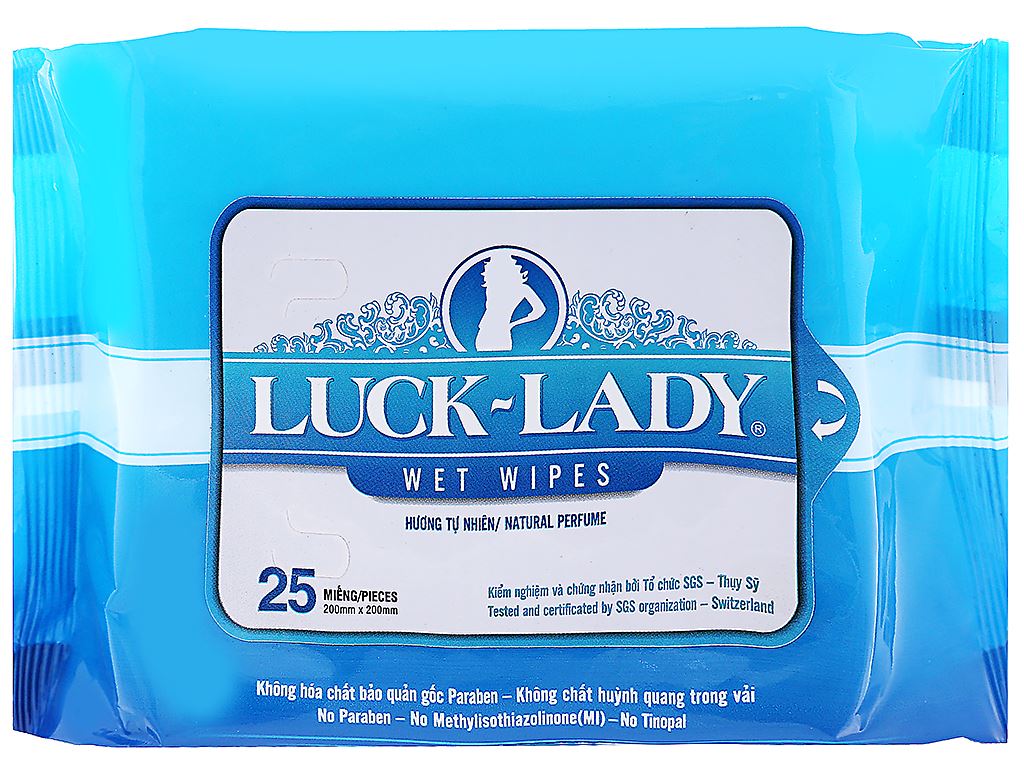 LUCK~LADY®
WET WIPES
HƯƠNG TỰ NHIÊN/ NATURAL PERFUME
25 MIẾNG/PIECES
200mm x 200mm
Kiểm nghiệm và chứng nhận bởi Tổ chức SGS – Thụy Sỹ
Tested and certificated by SGS organization – Switzerland
Không hóa chất bảo quản gốc Paraben – Không chất huỳnh quang trong vải
No Paraben – No Methylisothiazolinone(MI) – No Tinopal